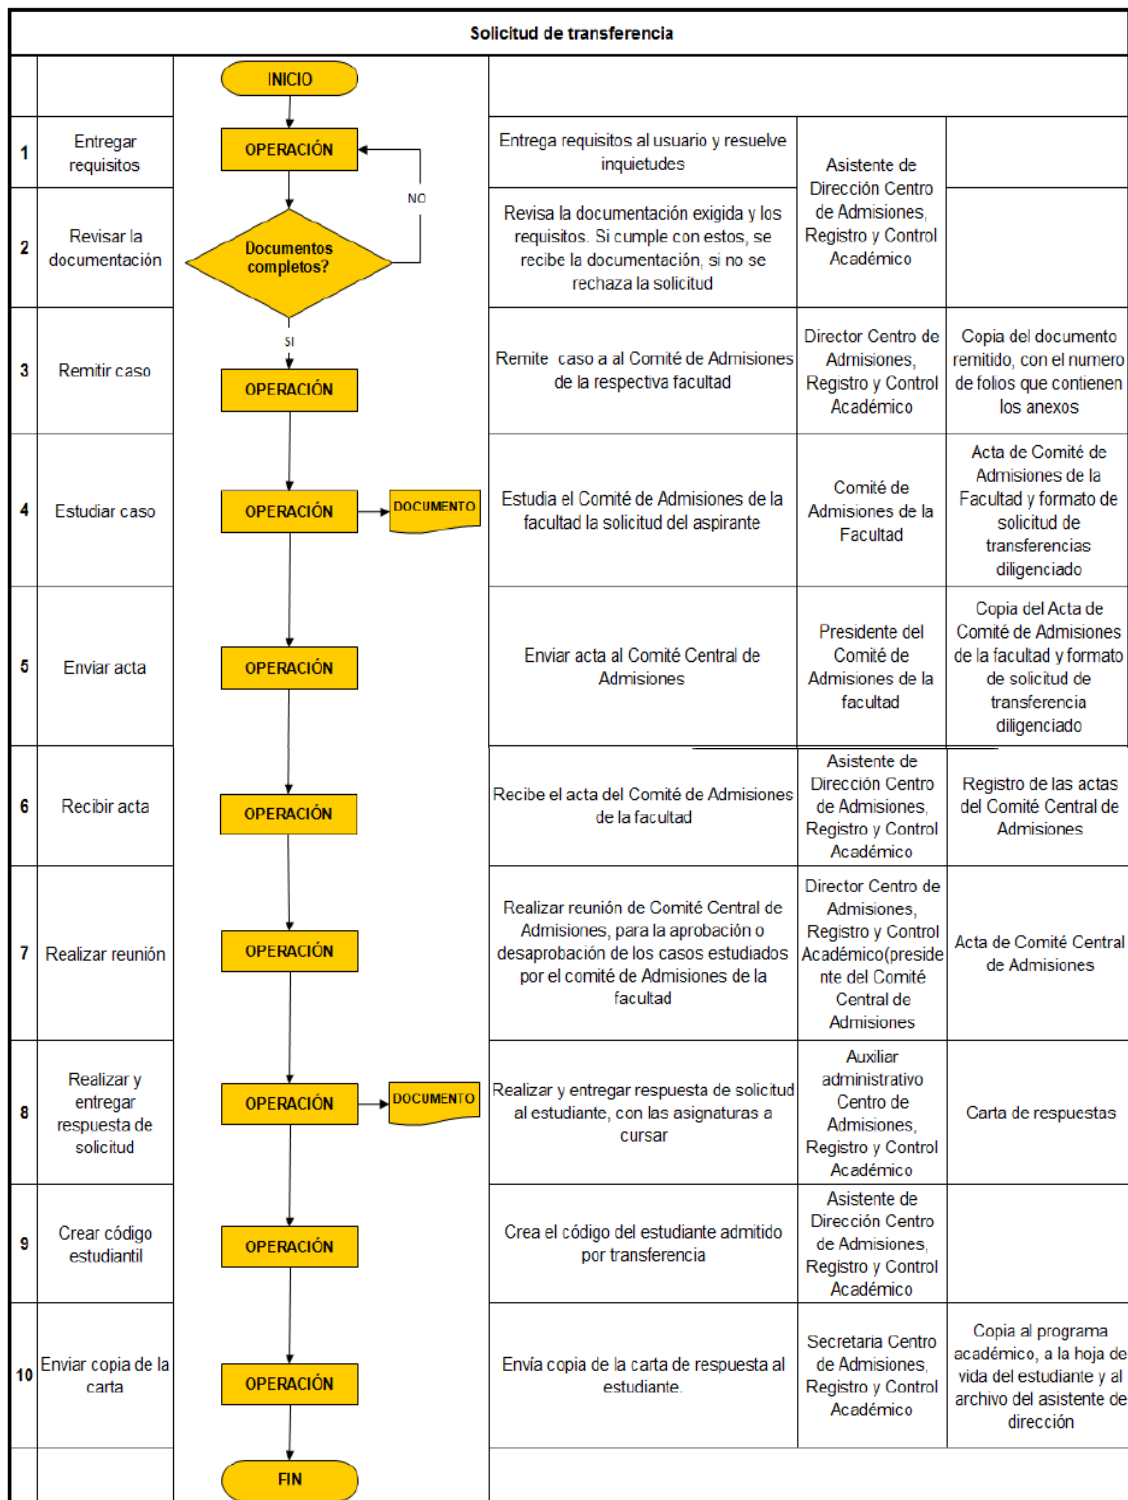 Solicitud de transferencia
INICIO
1
Entregar
requisitos
OPERACIÓN
Entrega requisitos al usuario y resuelve
inquietudes
Asistente de
Dirección Centro
de Admisiones,
Registro y Control
Académico
NO
2
Revisar la
documentación
Documentos
completos?
Revisa la documentación exigida y los
requisitos. Si cumple con estos, se
recibe la documentación, si no se
rechaza la solicitud
SI
3
Remitir caso
OPERACIÓN
Remite caso a al Comité de Admisiones
de la respectiva facultad
Director Centro de
Admisiones,
Registro y Control
Académico
Copia del documento
remitido, con el numero
de folios que contienen
los anexos
4
Estudiar caso
OPERACIÓN
DOCUMENTO
Estudia el Comité de Admisiones de la
facultad la solicitud del aspirante
Comité de
Admisiones de la
Facultad
Acta de Comité de
Admisiones de la
Facultad y formato de
solicitud de
transferencias
diligenciado
5
Enviar acta
OPERACIÓN
Enviar acta al Comité Central de
Admisiones
Presidente del
Comité de
Admisiones de la
facultad
Copia del Acta de
Comité de Admisiones
de la facultad y formato
de solicitud de
transferencia
diligenciado
6
Recibir acta
OPERACIÓN
Recibe el acta del Comité de Admisiones
de la facultad
Asistente de
Dirección Centro
de Admisiones,
Registro y Control
Académico
Registro de las actas
del Comité Central de
Admisiones
7
Realizar reunión
OPERACIÓN
Realizar reunión de Comité Central de
Admisiones, para la aprobación o
desaprobación de los casos estudiados
por el comité de Admisiones de la
facultad
Director Centro de
Admisiones,
Registro y Control
Académico(preside
nte del Comité
Central de
Admisiones
Acta de Comité Central
de Admisiones
8
Realizar y
entregar
respuesta de
solicitud
OPERACIÓN
DOCUMENTO
Realizar y entregar respuesta de solicitud
al estudiante, con las asignaturas a
cursar
Auxiliar
administrativo
Centro de
Admisiones,
Registro y Control
Académico
Carta de respuestas
9
Crear código
estudiantil
OPERACIÓN
Crea el código del estudiante admitido
por transferencia
Asistente de
Dirección Centro
de Admisiones,
Registro y Control
Académico
10
Enviar copia de la
carta
OPERACIÓN
Envía copia de la carta de respuesta al
estudiante.
Secretaria Centro
de Admisiones,
Registro y Control
Académico
Copia al programa
académico, a la hoja de
vida del estudiante y al
archivo del asistente de
dirección
FIN